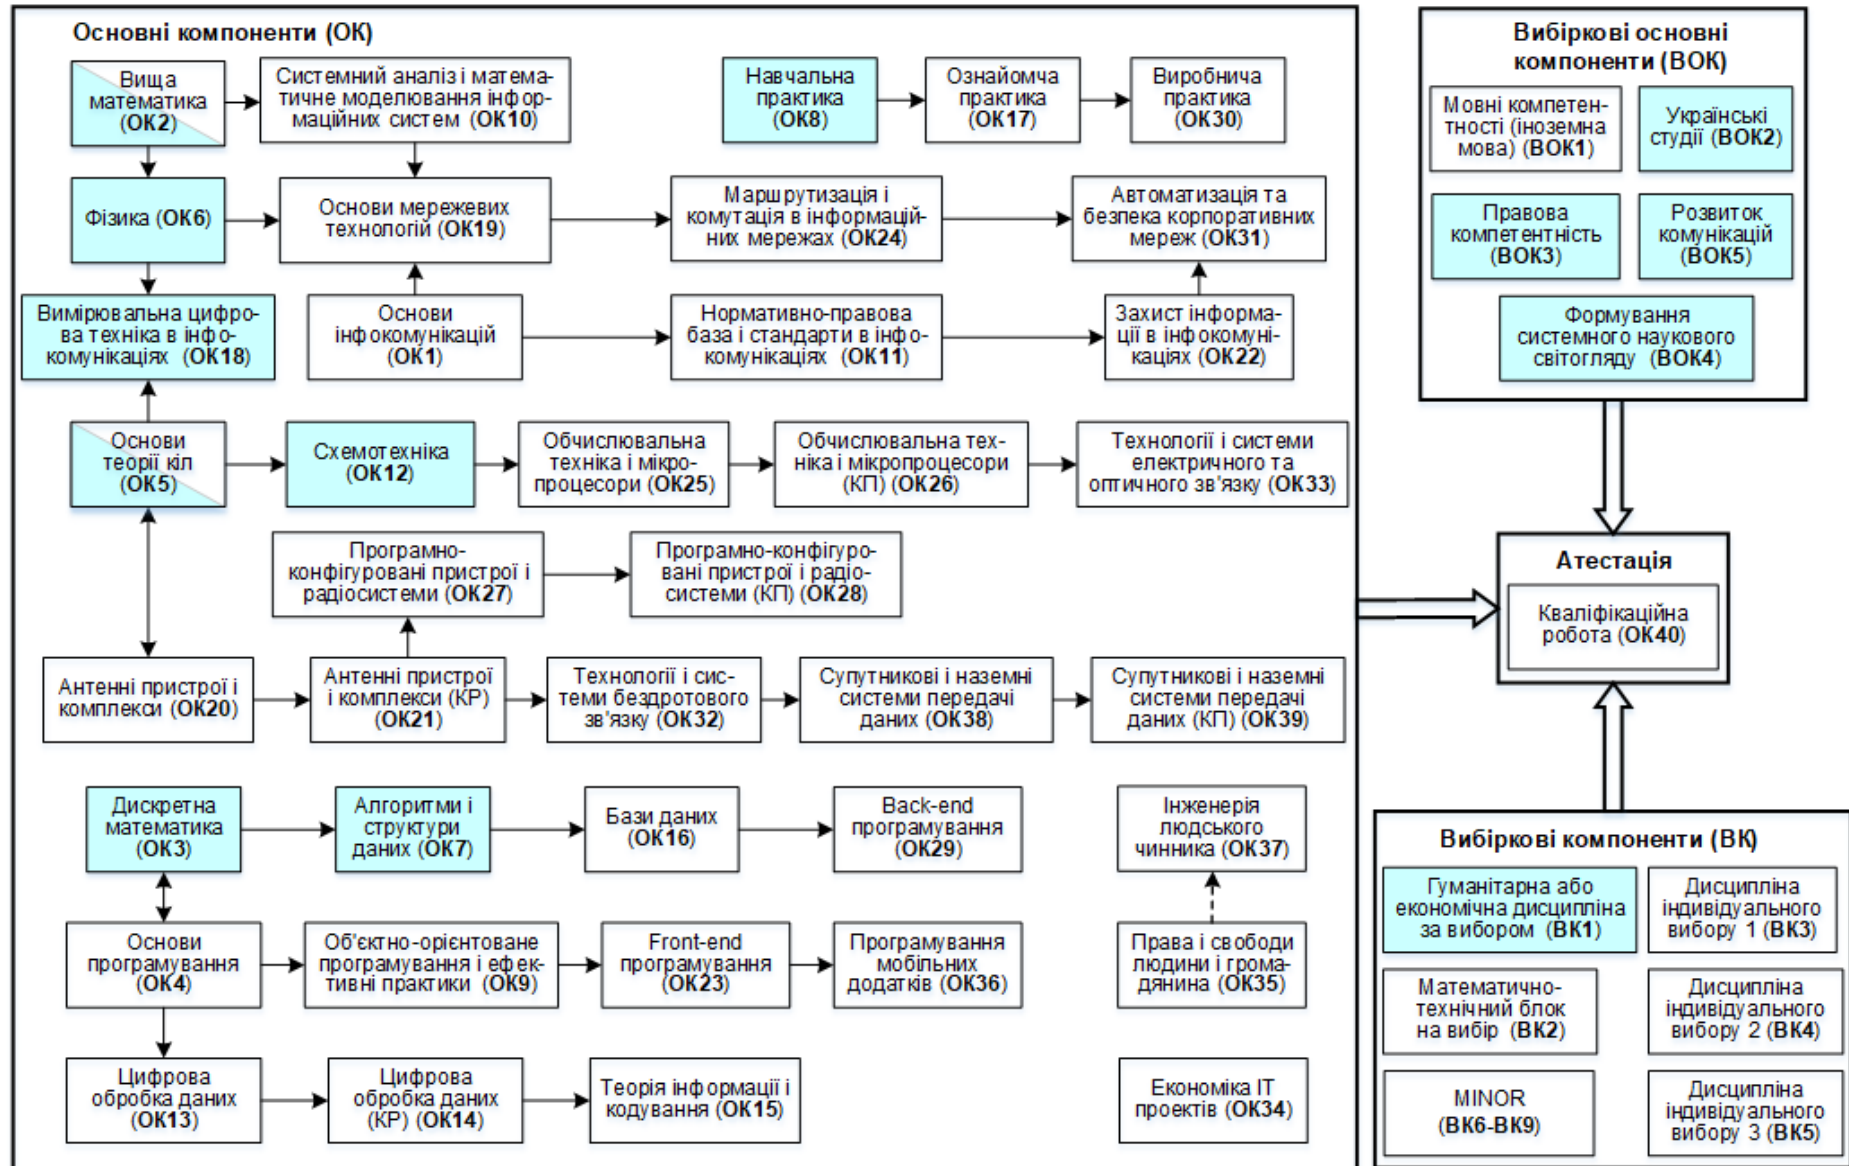 Основні компоненти (ОК)
Вища
математика
(ОК2)
Системний аналіз і матема-
тичне моделювання інфор-
маційних систем (ОК10)
Навчальна
практика
(ОК8)
Ознайомча
практика
(ОК17)
Виробнича
практика
(ОК30)
Фізика (ОК6)
Основи мережевих
технологій (ОК19)
Маршрутизація і
комутація в інформацій-
них мережах (ОК24)
Автоматизація та
безпека корпоративних
мереж (ОК31)
Вимірювальна цифро-
ва техніка в інфо-
комунікаціях (ОК18)
Основи
інфокомунікацій
(ОК1)
Нормативно-правова
база і стандарти в інфо-
комунікаціях (ОК11)
Захист інформа-
ції в інфокомуні-
каціях (ОК22)
Основи
теорії кіл
(ОК5)
Схемотехніка
(ОК12)
Обчислювальна
техніка і мікро-
процесори (ОК25)
Обчислювальна тех-
ніка і мікропроцесори
(КП) (ОК26)
Технології і системи
електричного та
оптичного зв'язку (ОК33)
Програмно-
конфігуровані пристрої і
радіосистеми (ОК27)
Програмно-конфігуро-
вані пристрої і радіо-
системи (КП) (ОК28)
Антенні пристрої і
комплекси (ОК20)
Антенні пристрої
і комплекси (КР)
(ОК21)
Технології і сис-
теми бездротового
зв'язку (ОК32)
Супутникові і наземні
системи передачі
даних (ОК38)
Супутникові і наземні
системи передачі
даних (КП) (ОК39)
Дискретна
математика
(ОК3)
Алгоритми і
структури
даних (ОК7)
Бази даних
(ОК16)
Back-end
програмування
(ОК29)
Інженерія
людського
чинника (ОК37)
Основи
програмування
(ОК4)
Об'єктно-орієнтоване
програмування і ефек-
тивні практики (ОК9)
Front-end
програмування
(ОК23)
Програмування
мобільних
додатків (ОК36)
Права і свободи
людини і грома-
дянина (ОК35)
Цифрова
обробка даних
(ОК13)
Цифрова
обробка даних
(КР) (ОК14)
Теорія інформації і
кодування (ОК15)
Економіка ІТ
проектів (ОК34)
Вибіркові основні
компоненти (ВОК)
Мовні компетен-
тності (іноземна
мова) (ВОК1)
Українські
студії (ВОК2)
Правова
компетентність
(ВОК3)
Розвиток
комунікацій
(ВОК5)
Формування
системного наукового
світогляду (ВОК4)
Атестація
Кваліфікаційна
робота (ОК40)
Вибіркові компоненти (ВК)
Гуманітарна або
економічна дисципліна
за вибором (ВК1)
Дисципліна
індивідуального
вибору 1 (ВК3)
Математично-
технічний блок
на вибір (ВК2)
Дисципліна
індивідуального
вибору 2 (ВК4)
MINOR
(ВК6-ВК9)
Дисципліна
індивідуального
вибору 3 (ВК5)